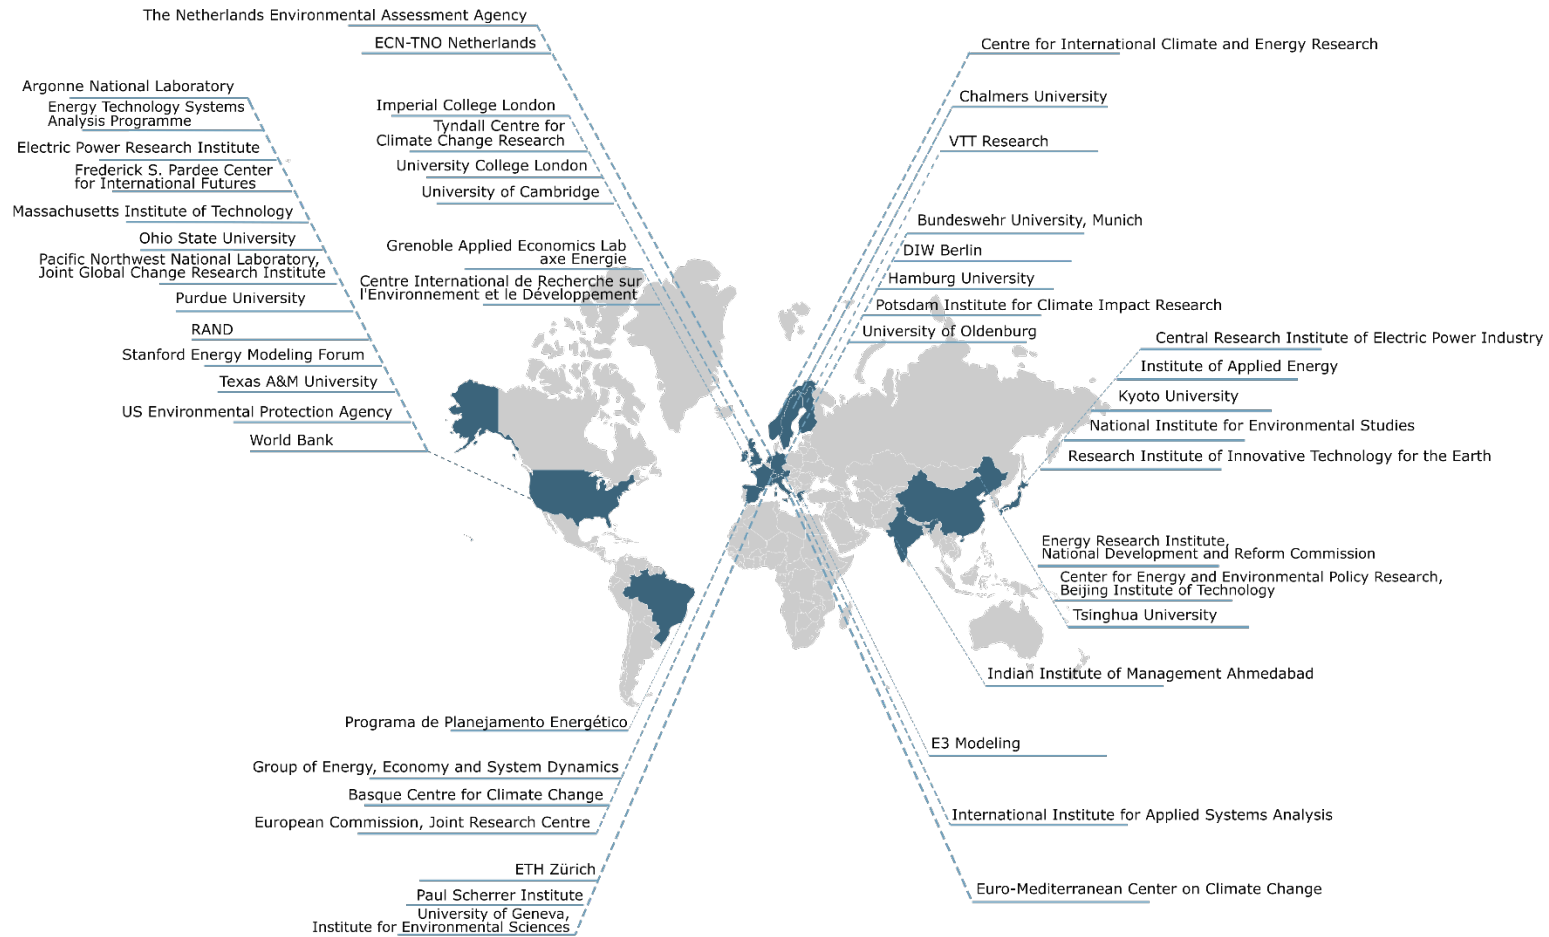 The Netherlands Environmental Assessment Agency
ECN-TNO Netherlands
Argonne National Laboratory
Energy Technology Systems
Analysis Programme
Electric Power Research Institute
Frederick S. Pardee Center
for International Futures
Massachusetts Institute of Technology
Ohio State University
Pacific Northwest National Laboratory,
Joint Global Change Research Institute
Purdue University
RAND
Stanford Energy Modeling Forum
Texas A&M University
US Environmental Protection Agency
World Bank
Imperial College London
Tyndall Centre for
Climate Change Research
University College London
University of Cambridge
Grenoble Applied Economics Lab
axe Energie
Centre International de Recherche sur
l'Environnement et le Développement
Centre for International Climate and Energy Research
Chalmers University
VTT Research
Bundeswehr University, Munich
DIW Berlin
Hamburg University
Potsdam Institute for Climate Impact Research
University of Oldenburg
Central Research Institute of Electric Power Industry
Institute of Applied Energy
Kyoto University
National Institute for Environmental Studies
Research Institute of Innovative Technology for the Earth
Energy Research Institute,
National Development and Reform Commission
Center for Energy and Environmental Policy Research,
Beijing Institute of Technology
Tsinghua University
Indian Institute of Management Ahmedabad
Programa de Planejamento Energético
Group of Energy, Economy and System Dynamics
Basque Centre for Climate Change
European Commission, Joint Research Centre
ETH Zürich
Paul Scherrer Institute
University of Geneva,
Institute for Environmental Sciences
E3 Modeling
International Institute for Applied Systems Analysis
Euro-Mediterranean Center on Climate Change